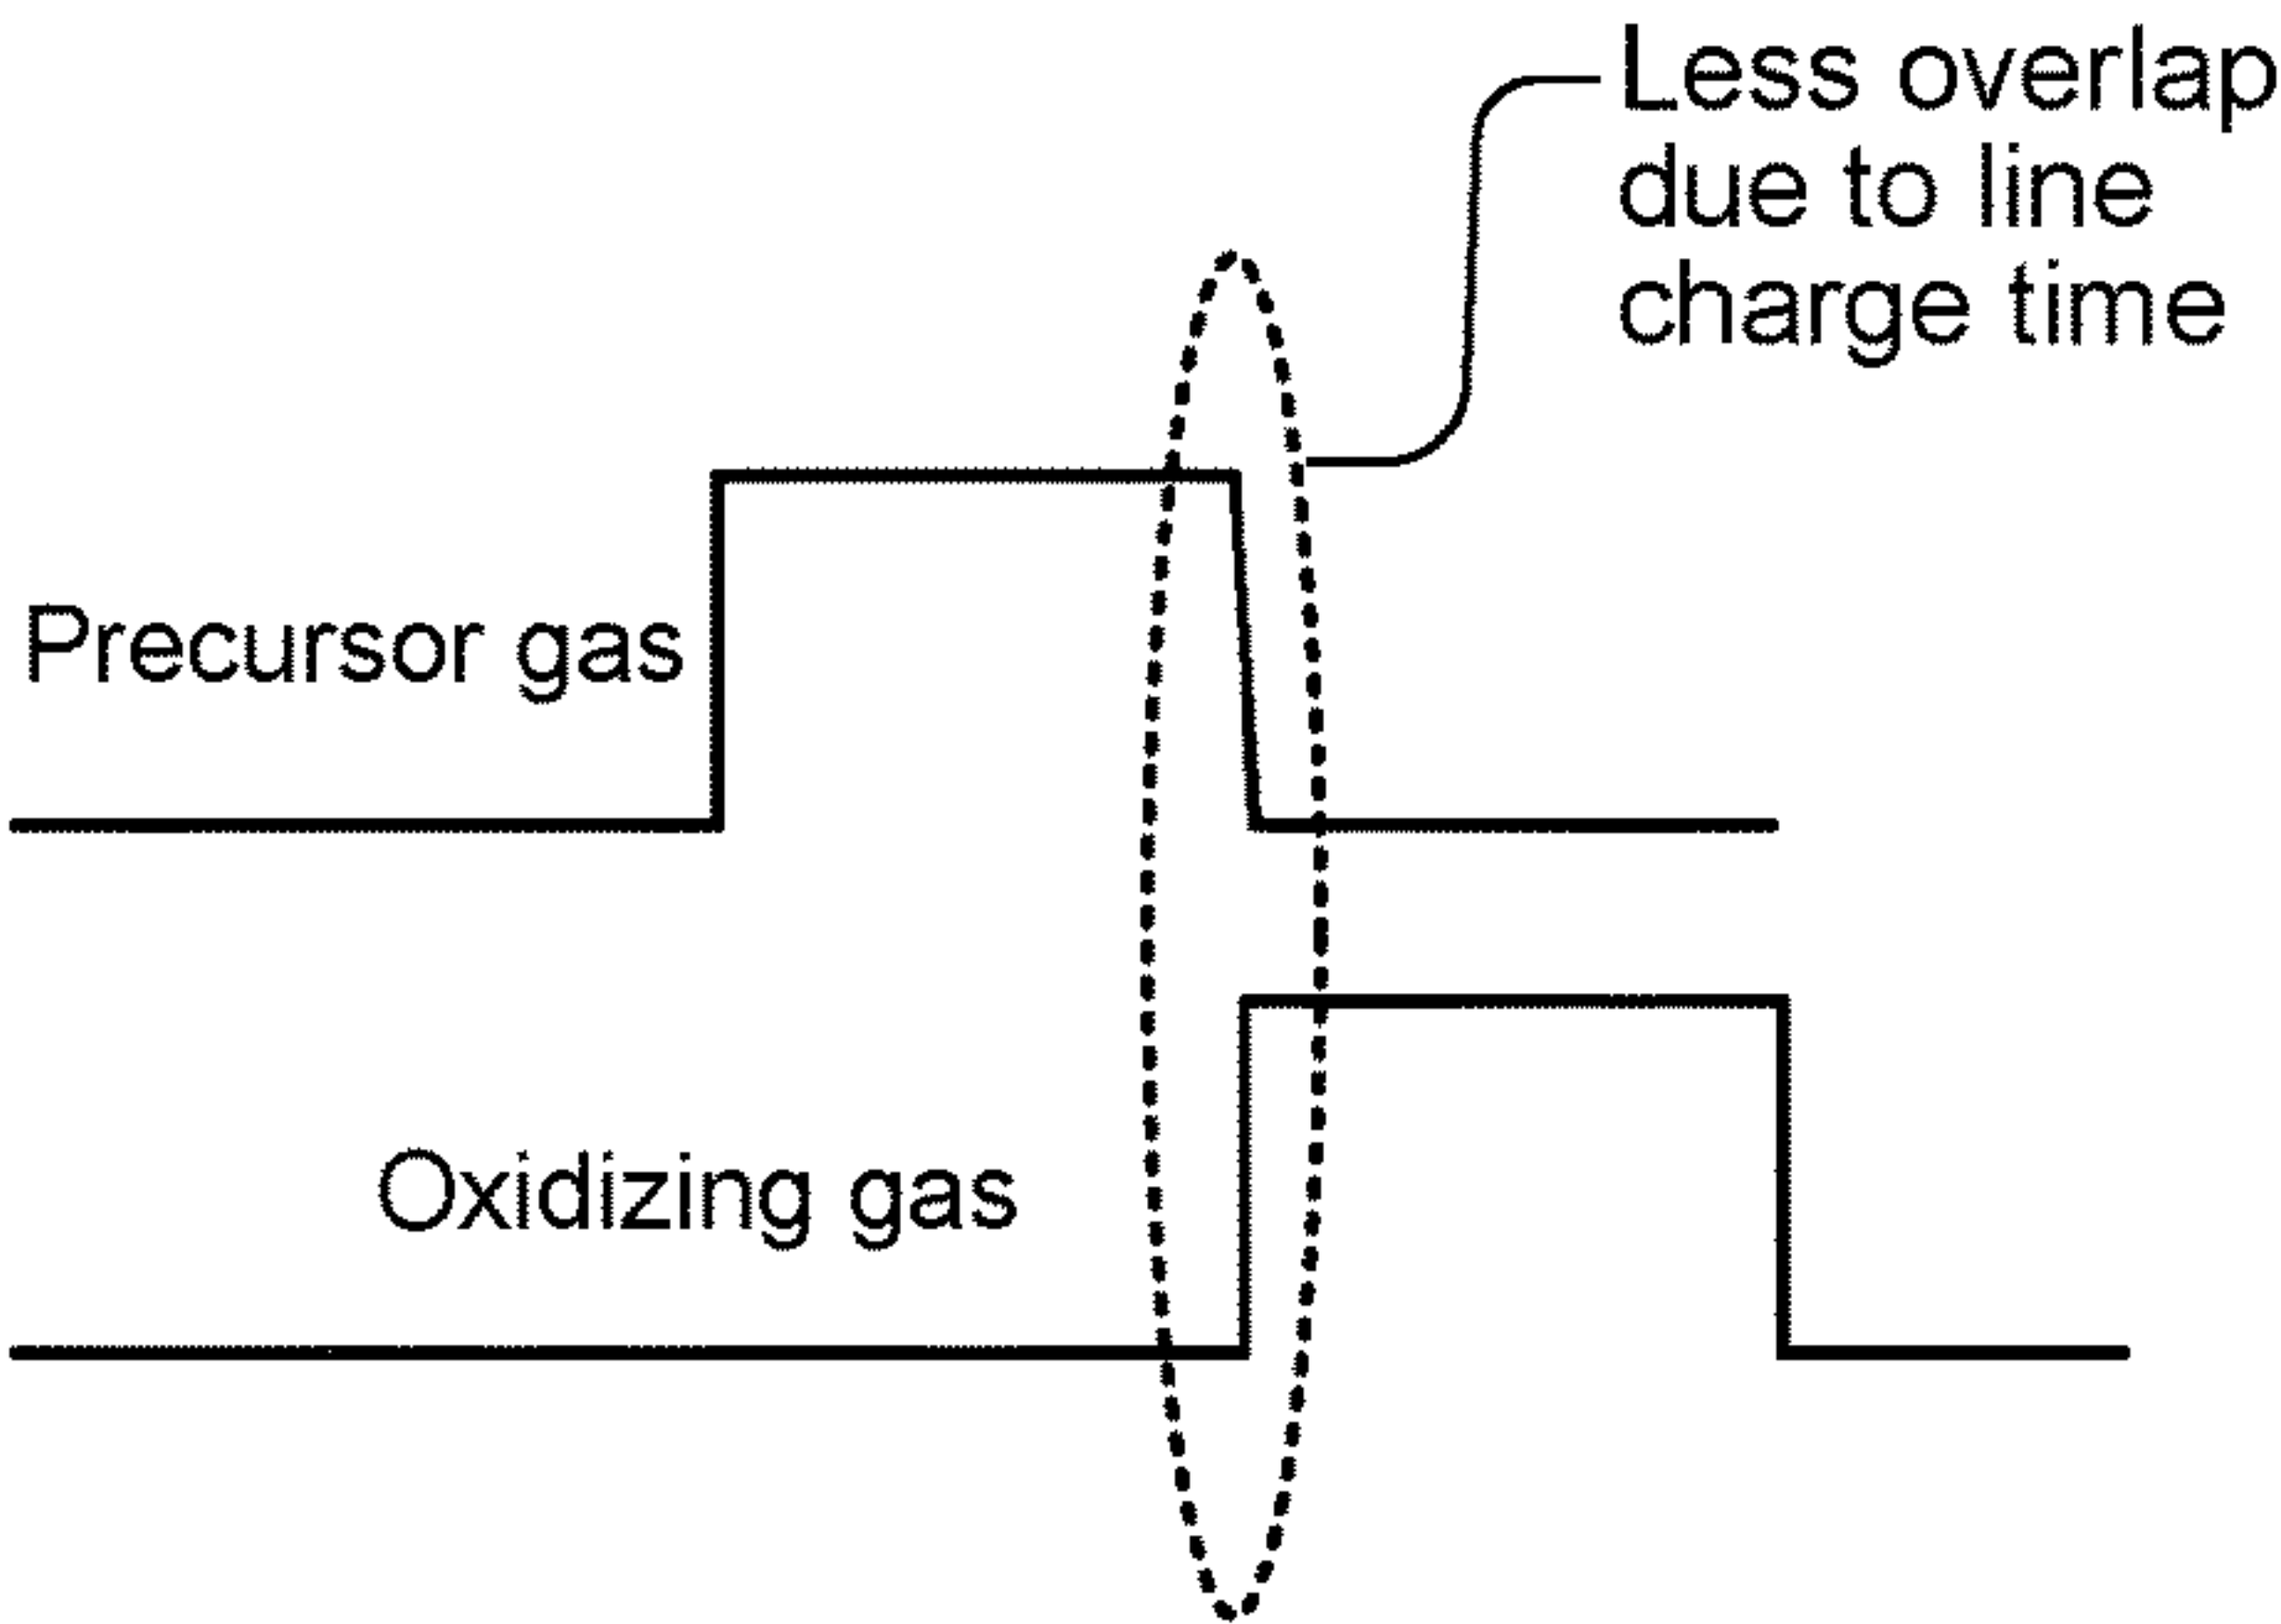 Less overlap
due to line
charge time
Precursor gas
Oxidizing gas